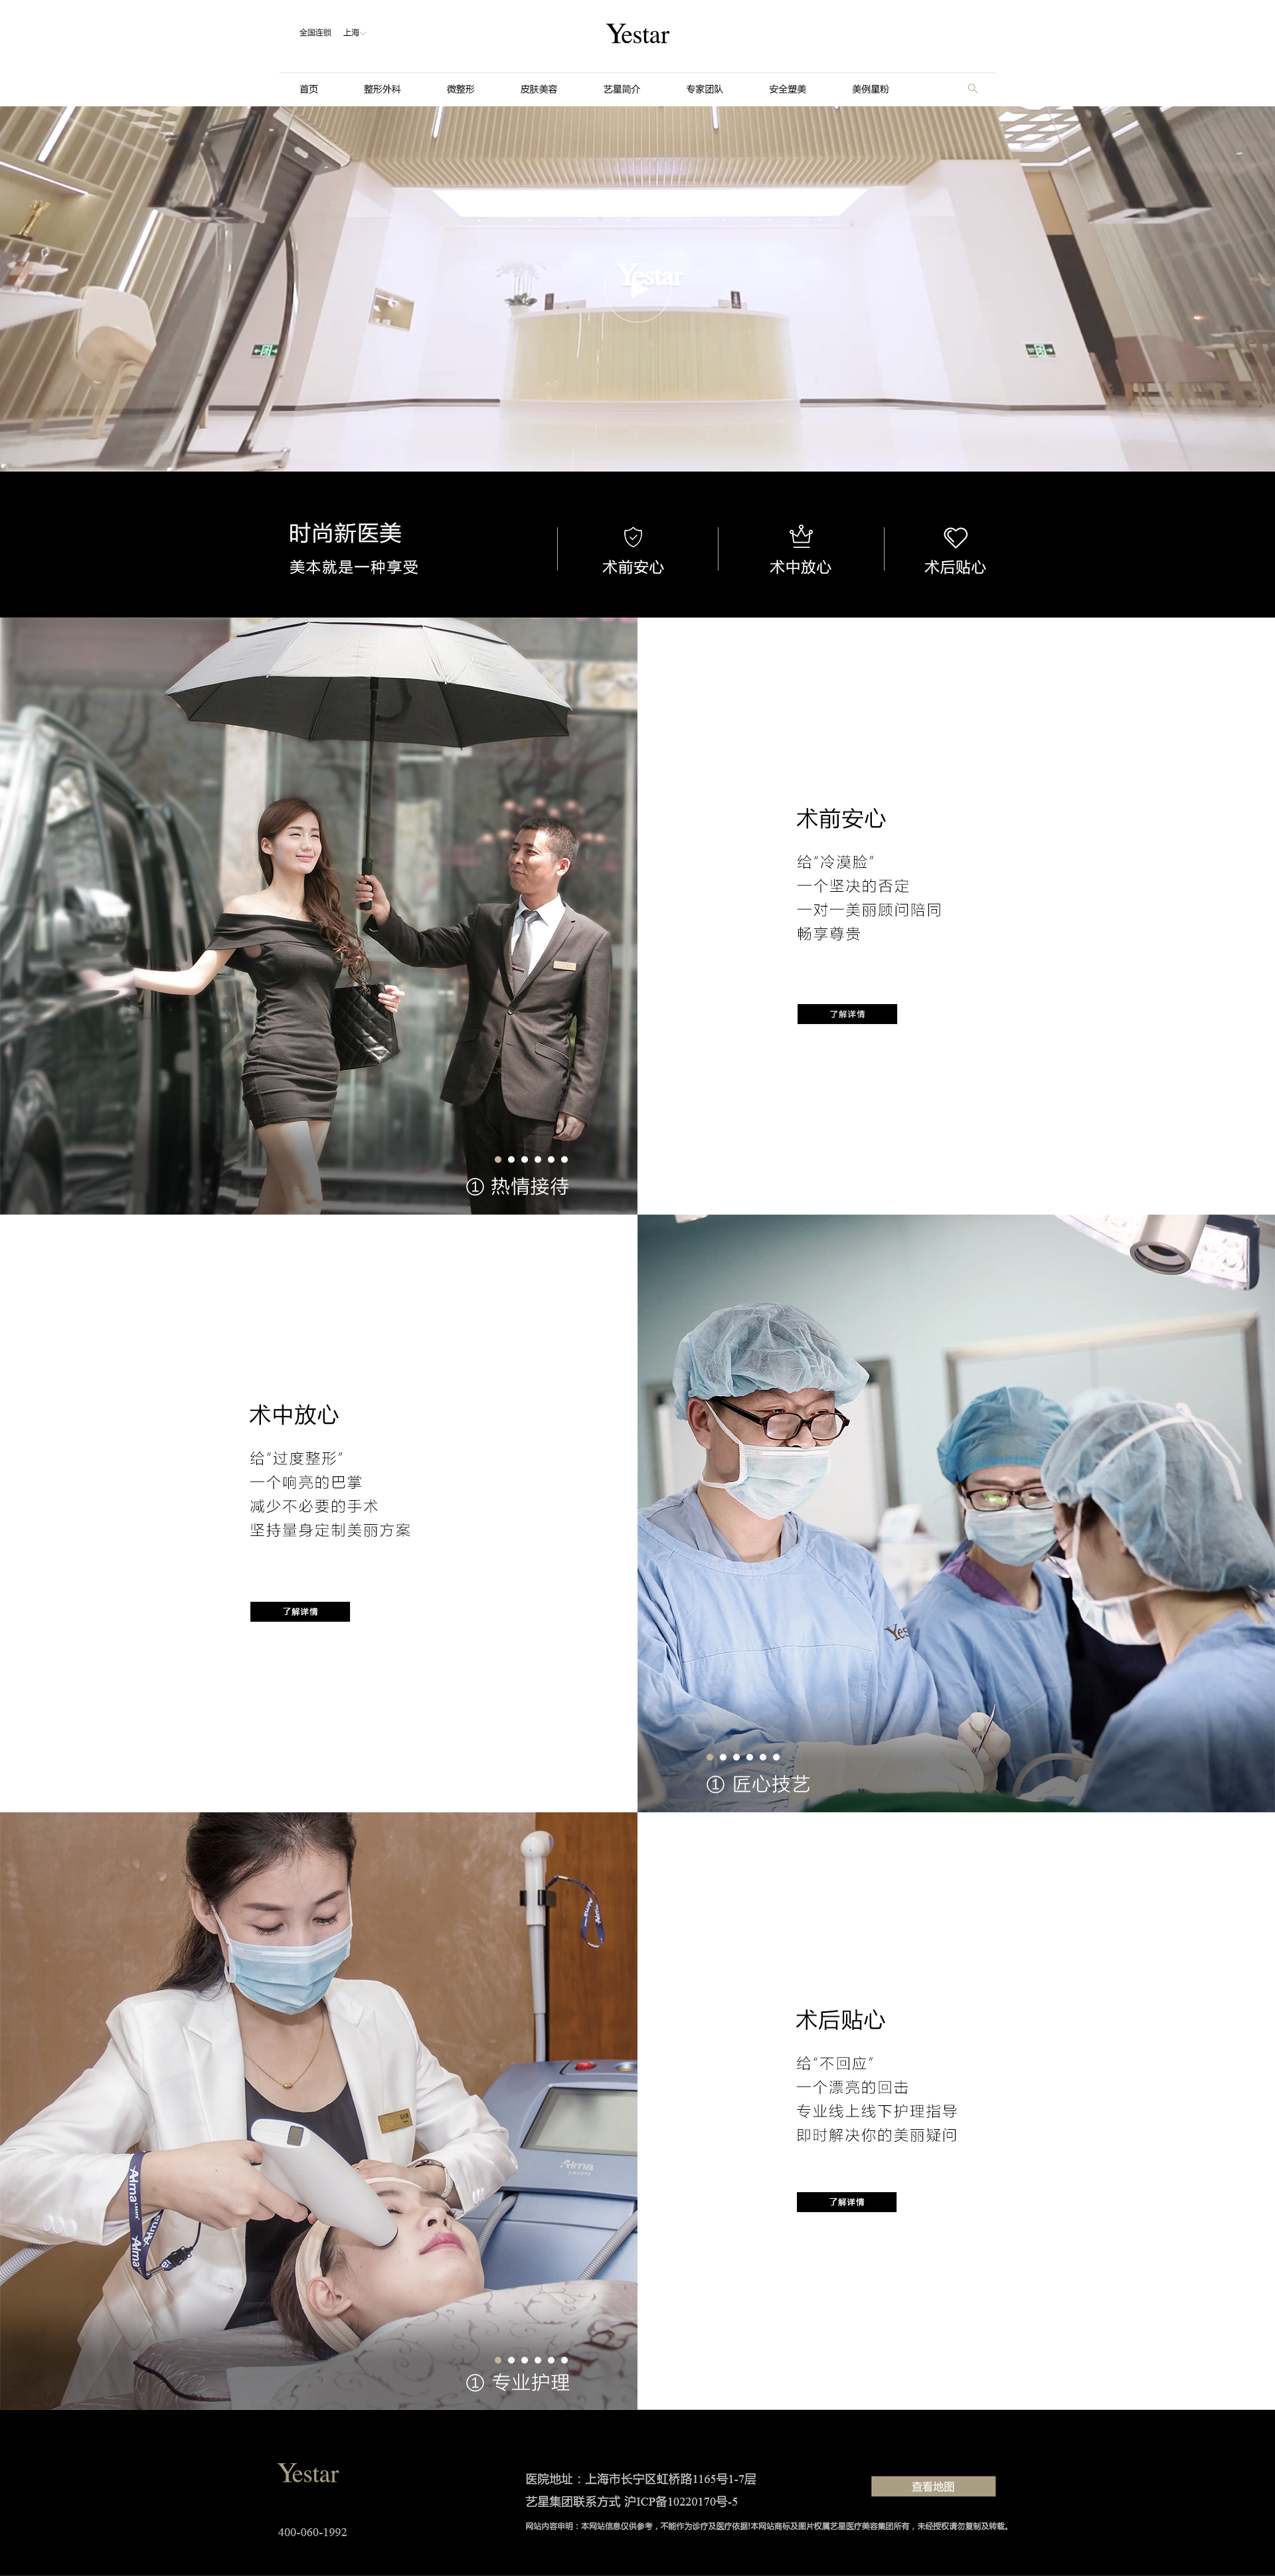 全国连锁 上海
Yestar
首页 整形外科 微整形 皮肤美容 艺星简介 专家团队 安全塑美 美例星粉
Yestar
时尚新医美
美本就是一种享受
术前安心 术中放心 术后贴心
术前安心
给“冷漠脸”
一个坚决的否定
一对一美丽顾问陪同
畅享尊贵
了解详情
① 热情接待
术中放心
给“过度整形”
一个响亮的巴掌
减少不必要的手术
坚持量身定制美丽方案
了解详情
Yes
① 匠心技艺
Alma
Alma
Alma
术后贴心
给“不回应”
一个漂亮的回击
专业线上线下护理指导
即时解决你的美丽疑问
了解详情
① 专业护理
Yestar
400-060-1992
医院地址：上海市长宁区虹桥路1165号1-7层
艺星集团联系方式 沪ICP备10220170号-5
网站内容申明：本网站信息仅供参考，不能作为诊疗及医疗依据!本网站商标及图片权属艺星医疗美容集团所有，未经授权请勿复制及转载。
查看地图